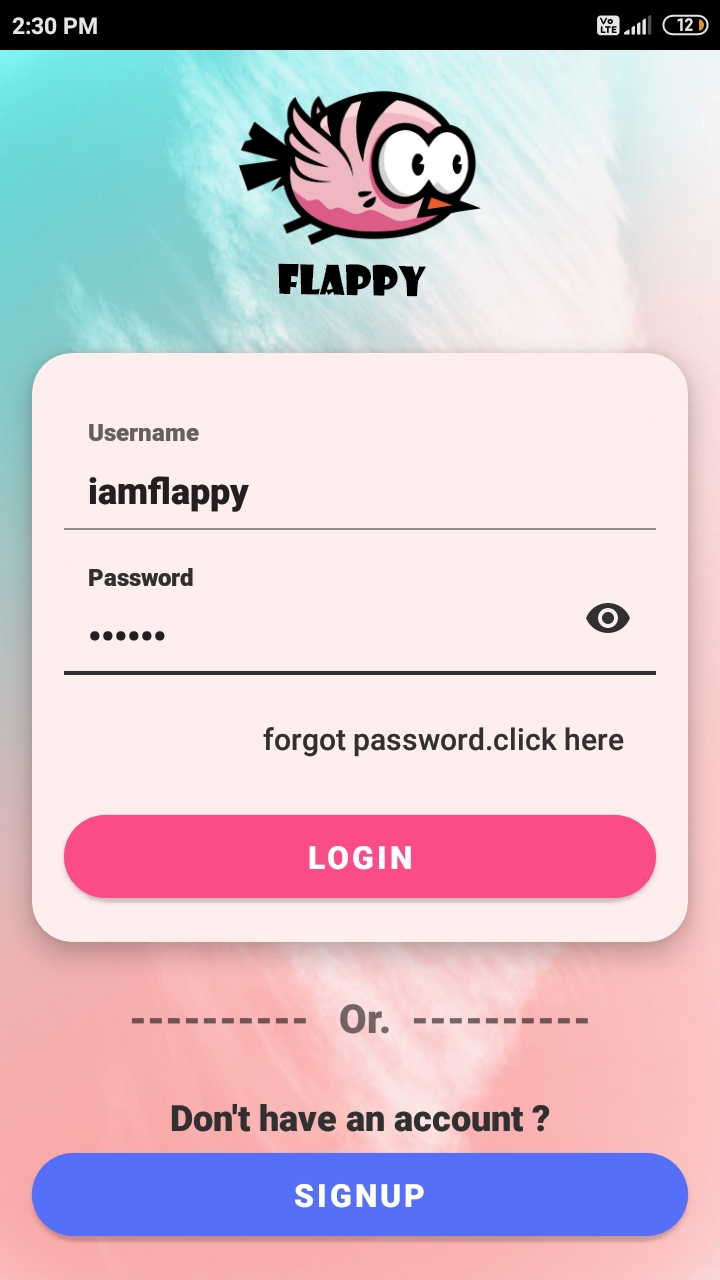 2:30 PM
Vo LTE
12
FLAPPY
Username
iamflappy
Password
••••••
forgot password.click here
LOGIN
---------- Or. ----------
Don't have an account ?
SIGNUP